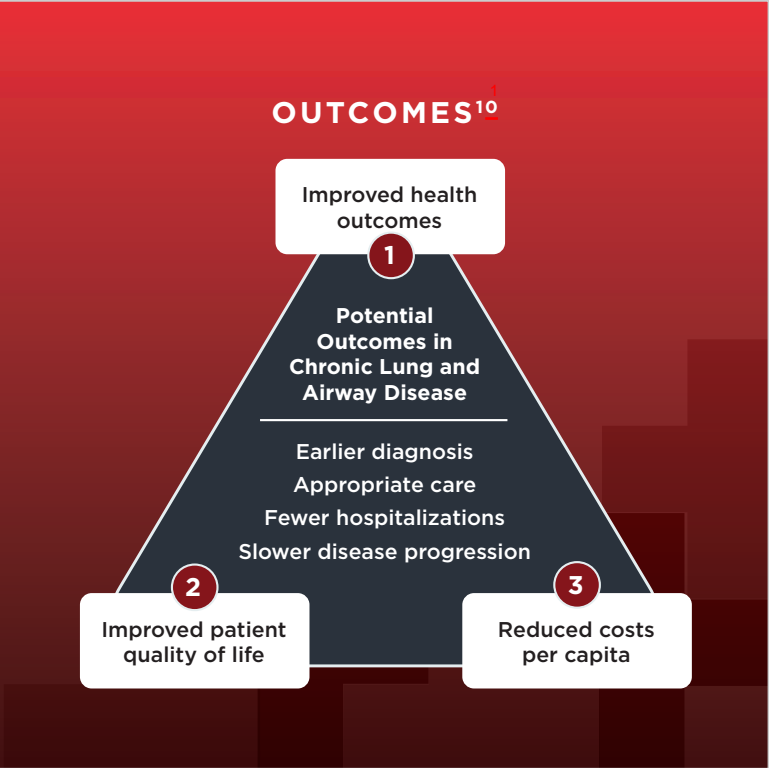 OUTCOMES¹⁰ 1
Improved health
outcomes
1
Potential
Outcomes in
Chronic Lung and
Airway Disease
Earlier diagnosis
Appropriate care
Fewer hospitalizations
Slower disease progression
2
Improved patient
quality of life
3
Reduced costs
per capita